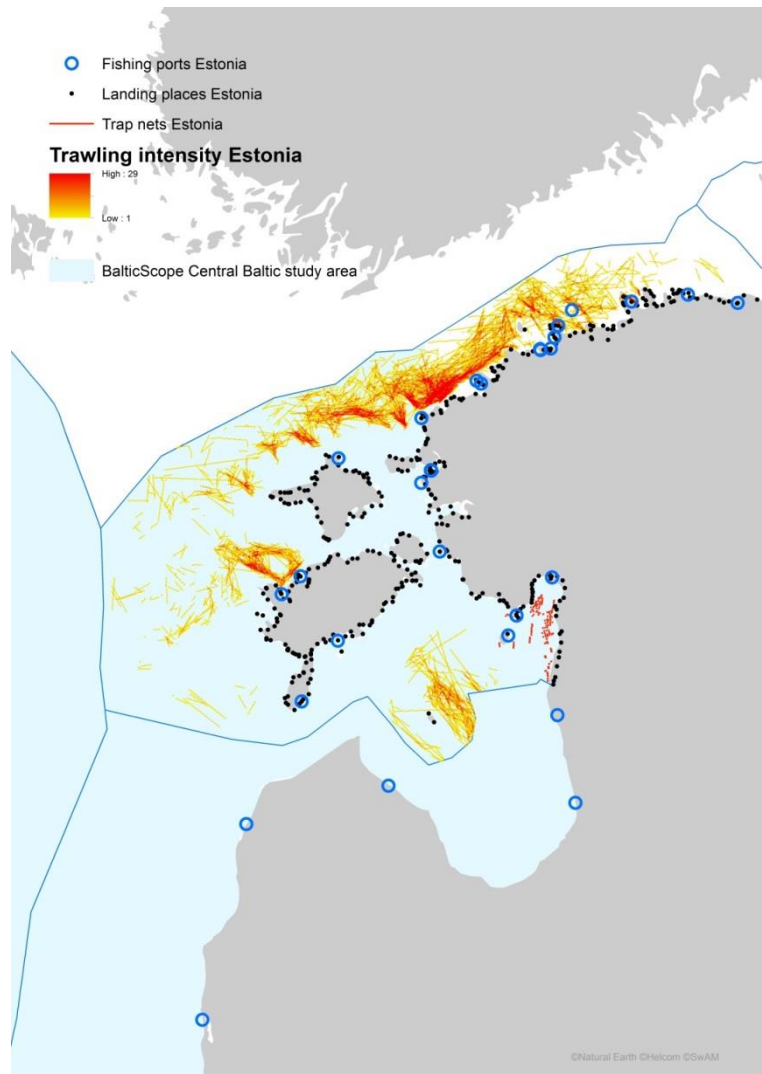 Fishing ports Estonia
Landing places Estonia
Trap nets Estonia
Trawling intensity Estonia
High : 29
Low : 1
BalticScope Central Baltic study area
©Natural Earth ©Helcom ©SwAM